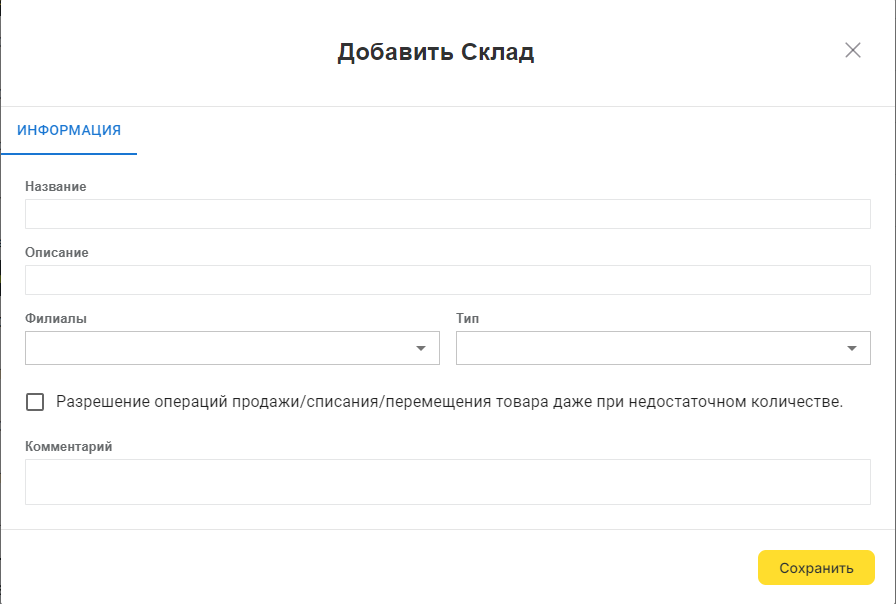 Добавить Склад
ИНФОРМАЦИЯ
Название
Описание
Филиалы
Тип
Разрешение операций продажи/списания/перемещения товара даже при недостаточном количестве.
Комментарий
Сохранить